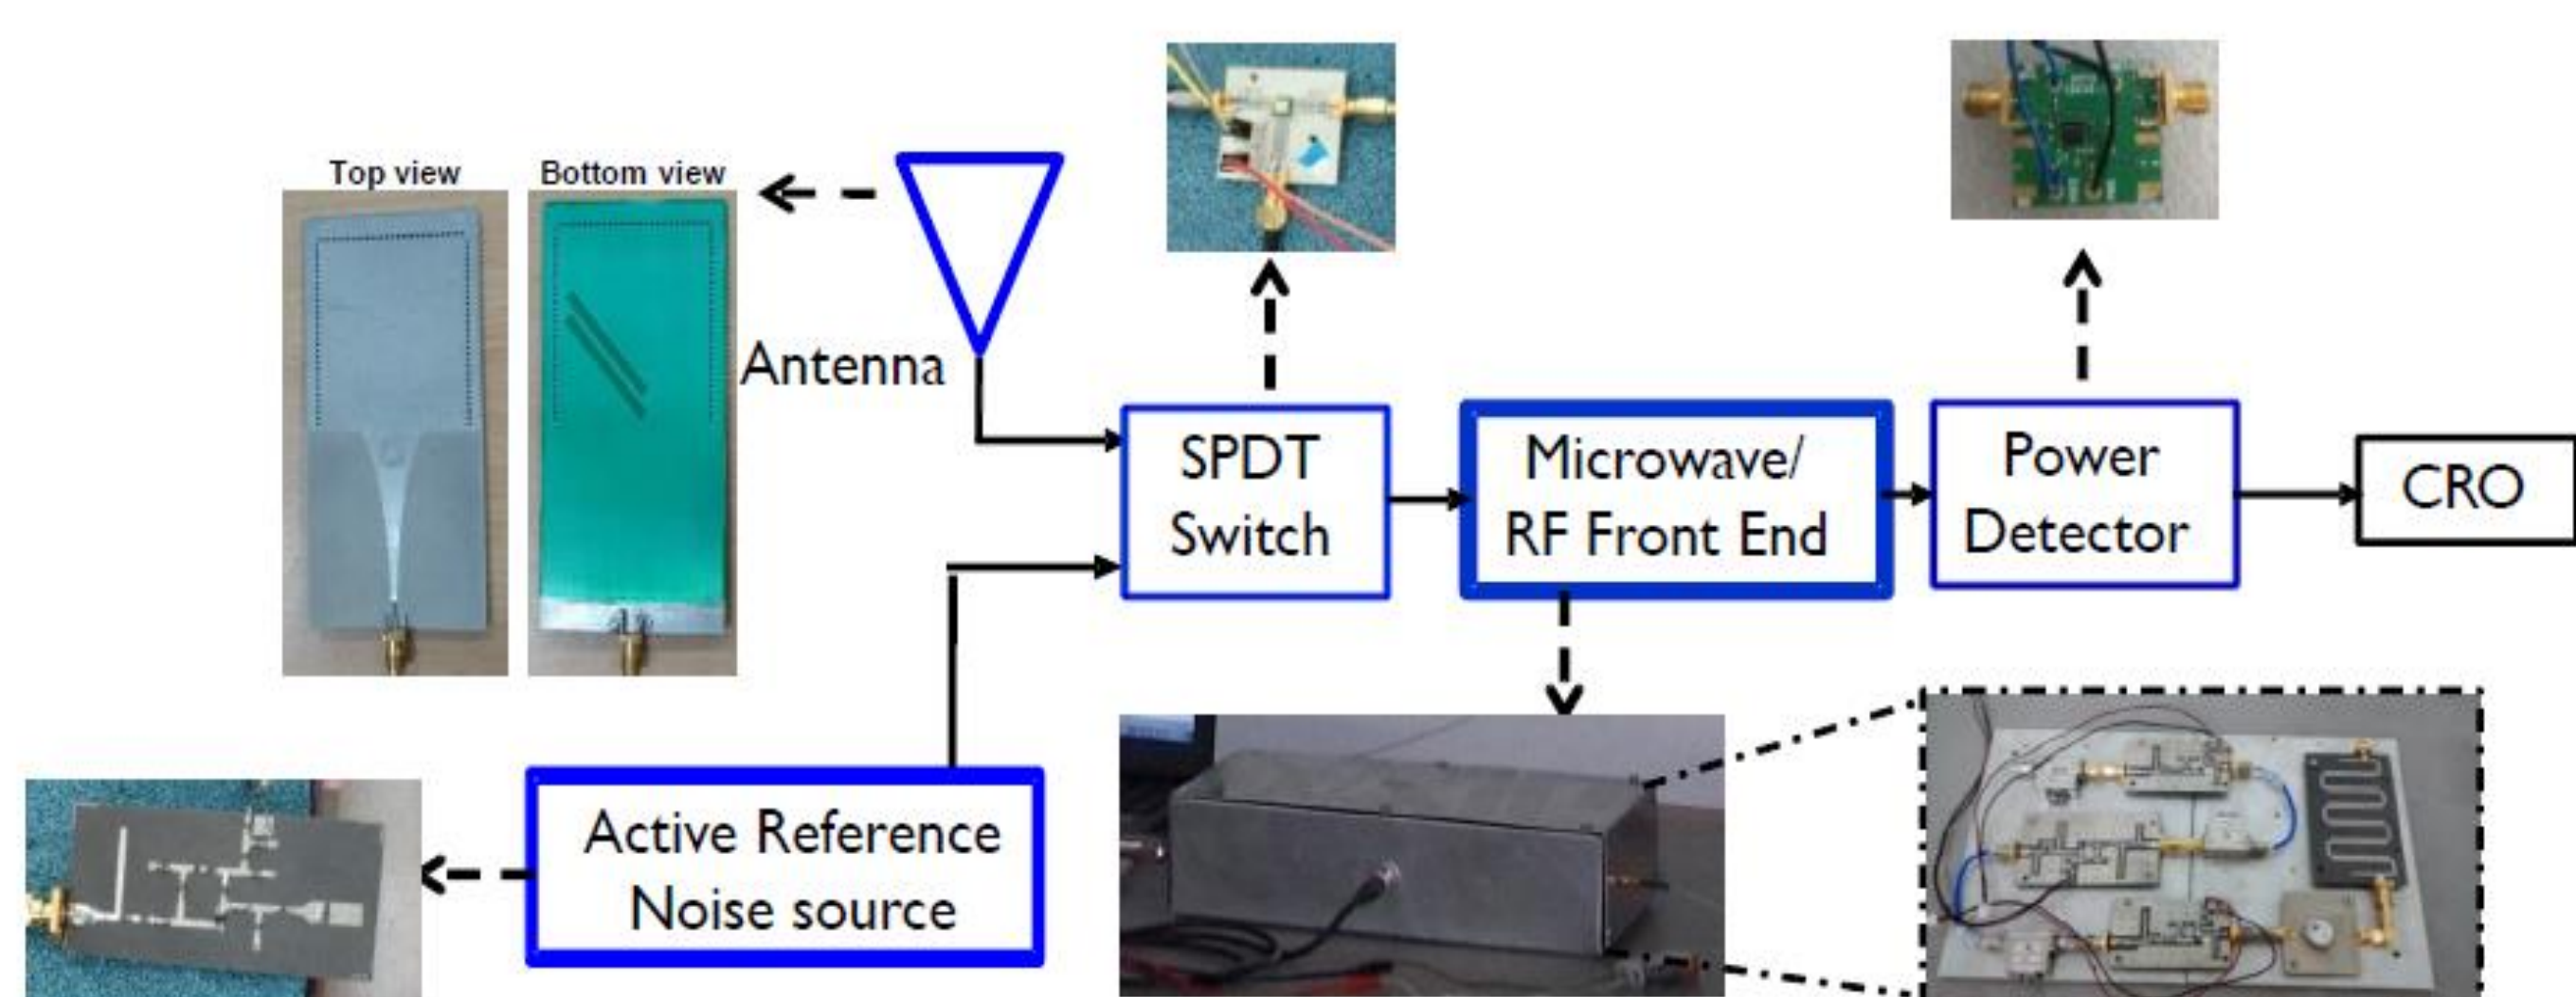 Top view
Bottom view
Antenna
SPDT
Switch
Microwave/
RF Front End
Power
Detector
CRO
Active Reference
Noise source